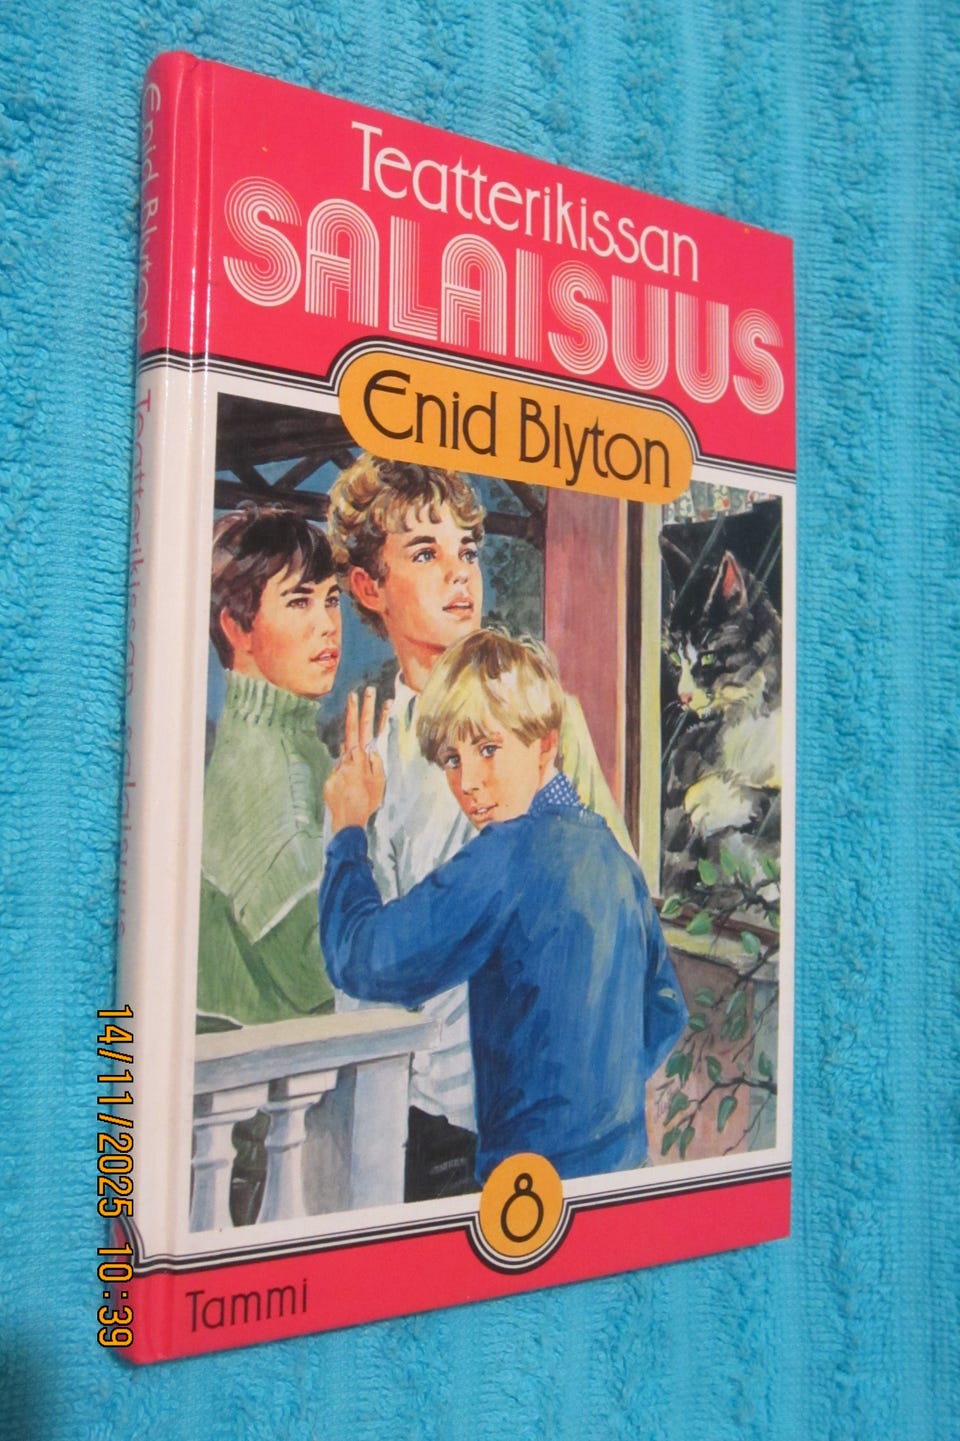 Teatterikissan
SALAISUUS
Enid Blyton
8
Tammi
Enid Blyton Teatterikissan salaisuus
14/11/2025 10:39